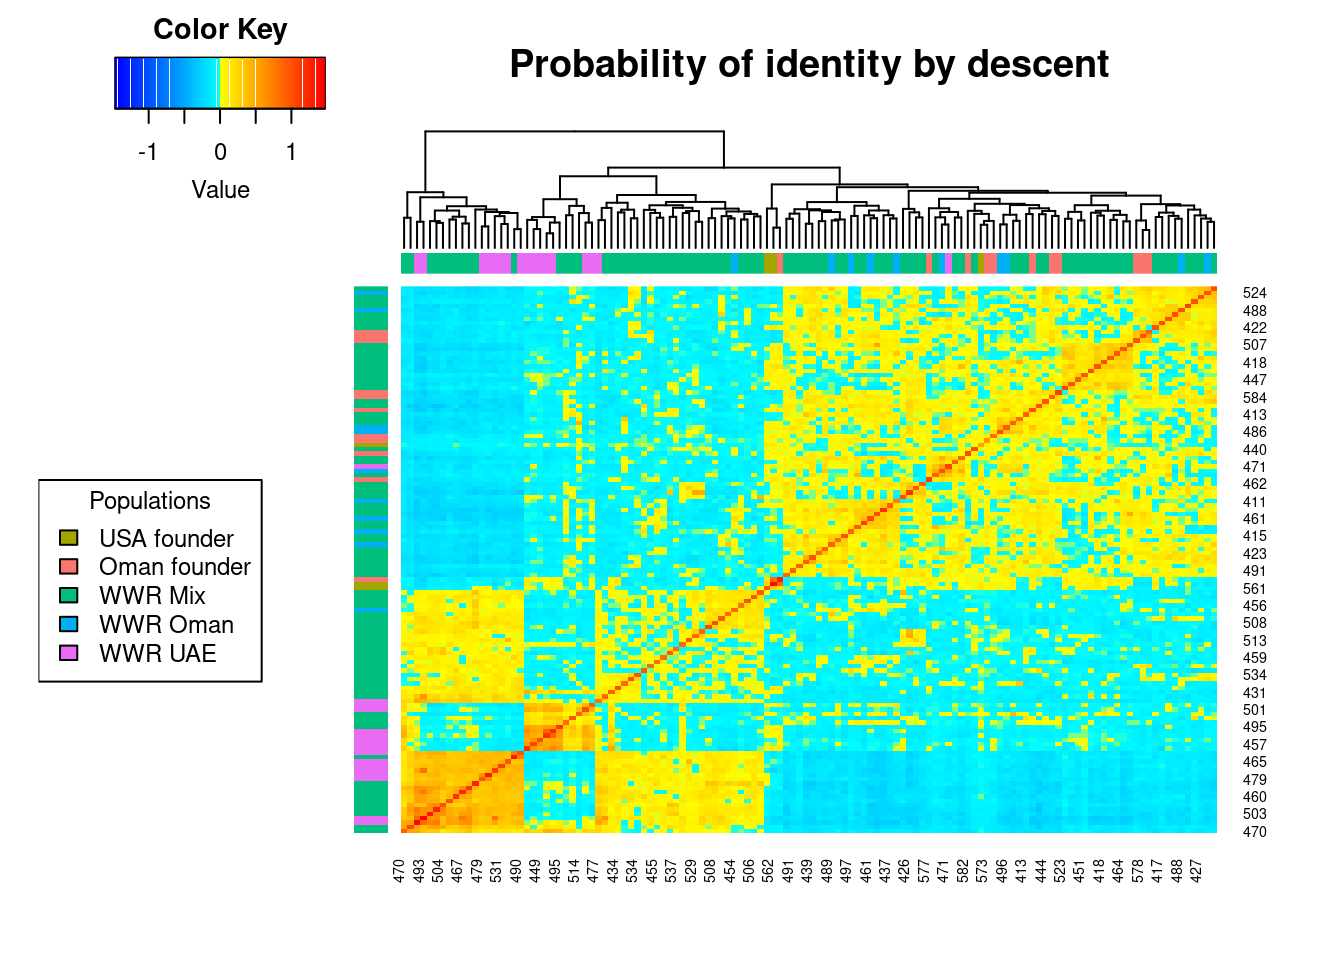 Color Key
Probability of identity by descent
-1 0 1
Value
524
488
422
507
418
447
584
413
486
440
471
462
411
461
415
423
491
561
456
508
513
459
534
431
501
495
457
465
479
460
503
470
Populations
USA founder
Oman founder
WWR Mix
WWR Oman
WWR UAE
470 493 504 467 479 531 490 449 495 514 477 434 534 455 537 529 508 454 506 562 491 439 489 497 461 437 426 577 471 582 573 496 413 444 523 451 418 464 578 417 488 427